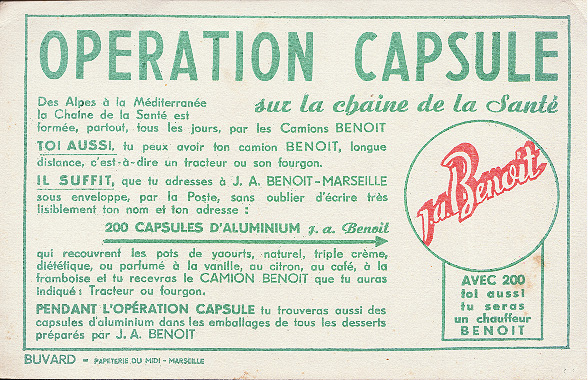 OPERATION CAPSULE
sur la chaîne de la Santé
Des Alpes à la Méditerranée
la Chaîne de la Santé est
formée, partout, tous les jours, par les Camions BENOIT
TOI AUSSI, tu peux avoir ton camion BENOIT, longue
distance, c'est-à-dire un tracteur ou son fourgon.
IL SUFFIT, que tu adresses à J. A. BENOIT-MARSEILLE
sous enveloppe, par la Poste, sans oublier d'écrire très
lisiblement ton nom et ton adresse :
200 CAPSULES D'ALUMINIUM J. a. Benoit
qui recouvrent les pots de yaourts, naturel, triple crème,
diététique, ou parfumé à la vanille, au citron, au café, à la
framboise et tu recevras le CAMION BENOIT que tu auras
indiqué : Tracteur ou fourgon.
PENDANT L'OPÉRATION CAPSULE tu trouveras aussi des
capsules d'aluminium dans les emballages de tous les desserts
préparés par J. A. BENOIT
J.a. Benoit
AVEC 200
toi aussi
tu seras
un chauffeur
BENOIT
BUVARD = PAPETERIE DU MIDI - MARSEILLE